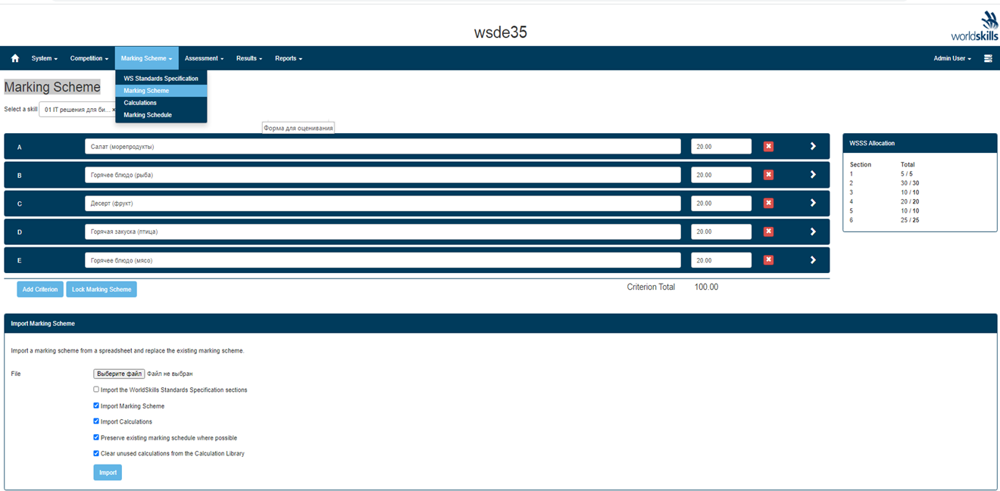 wsde35
worldskills
System Competition Marking Scheme Assessment Results Reports Admin User
WS Standards Specification
Marking Scheme
Calculations
Marking Schedule
Marking Scheme
Select a skill 01 IT решения для би... ×
Форма для оценивания
A Салат (морепродукты) 20.00
B Горячее блюдо (рыба) 20.00
C Десерт (фрукт) 20.00
D Горячая закуска (птица) 20.00
E Горячее блюдо (мясо) 20.00
Add Criterion Lock Marking Scheme Criterion Total 100.00
WSSS Allocation
Section Total
1 5 / 5
2 30 / 30
3 10 / 10
4 20 / 20
5 10 / 10
6 25 / 25
Import Marking Scheme
Import a marking scheme from a spreadsheet and replace the existing marking scheme.
File Выберите файл Файл не выбран
Import the WorldSkills Standards Specification sections
Import Marking Scheme
Import Calculations
Preserve existing marking schedule where possible
Clear unused calculations from the Calculation Library
Import